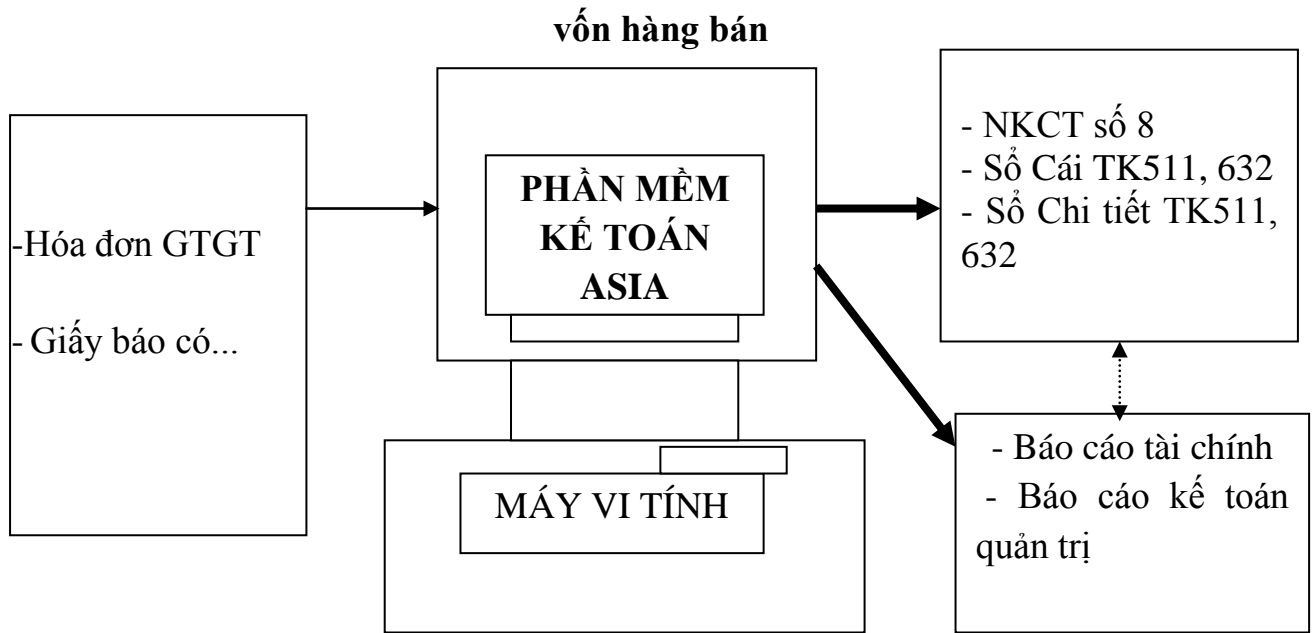 vốn hàng bán
-Hóa đơn GTGT
- Giấy báo có...
PHẦN MỀM
KẾ TOÁN
ASIA
MÁY VI TÍNH
- NKCT số 8
- Sổ Cái TK511, 632
- Sổ Chi tiết TK511,
632
- Báo cáo tài chính
- Báo cáo kế toán
quản trị